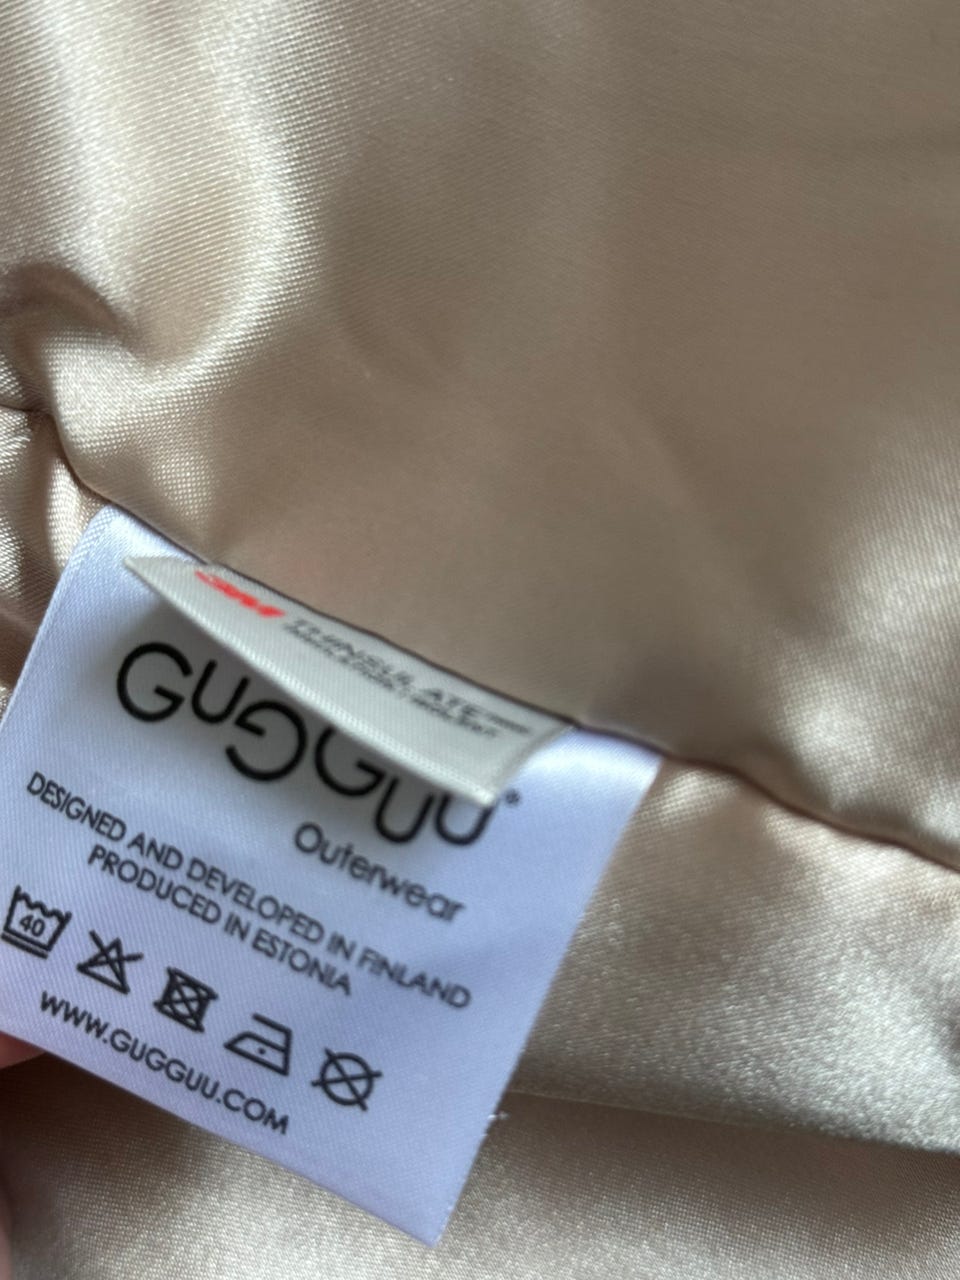 3M THINSULATE
GUGGUU®
Outerwear
DESIGNED AND DEVELOPED IN FINLAND
PRODUCED IN ESTONIA
40
WWW.GUGGUU.COM